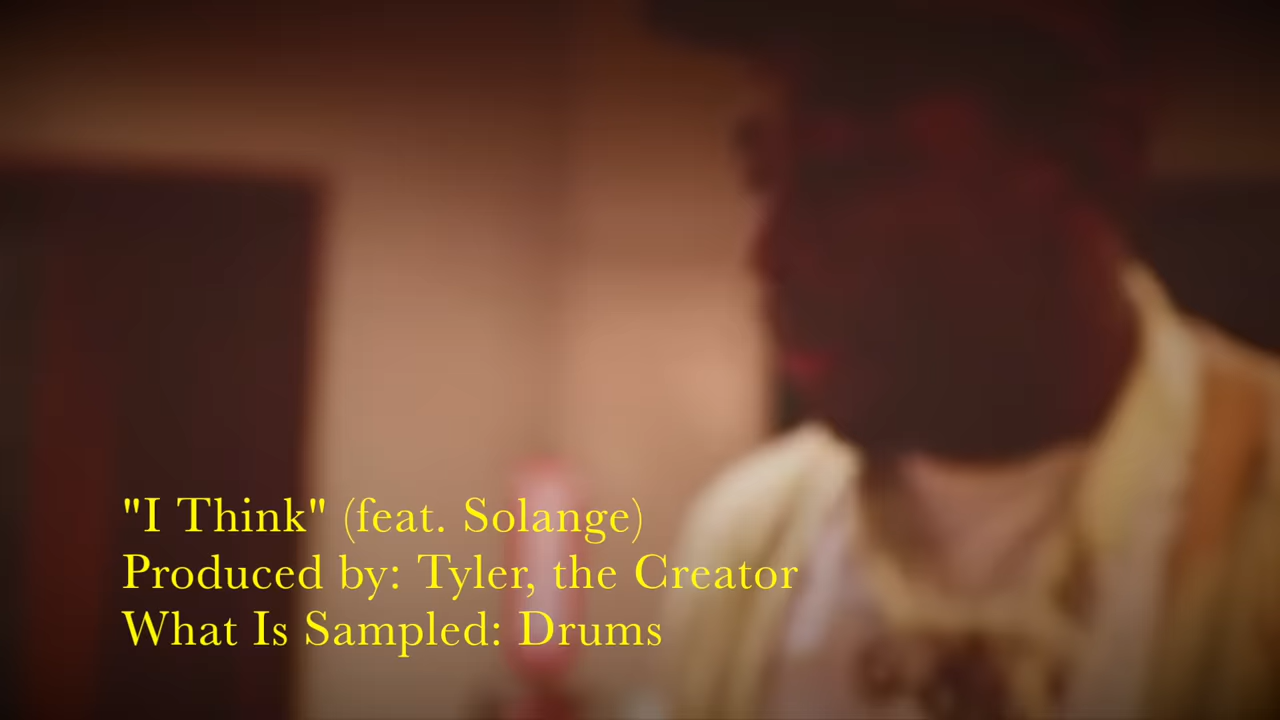 "I Think" (feat. Solange)
Produced by: Tyler, the Creator
What Is Sampled: Drums